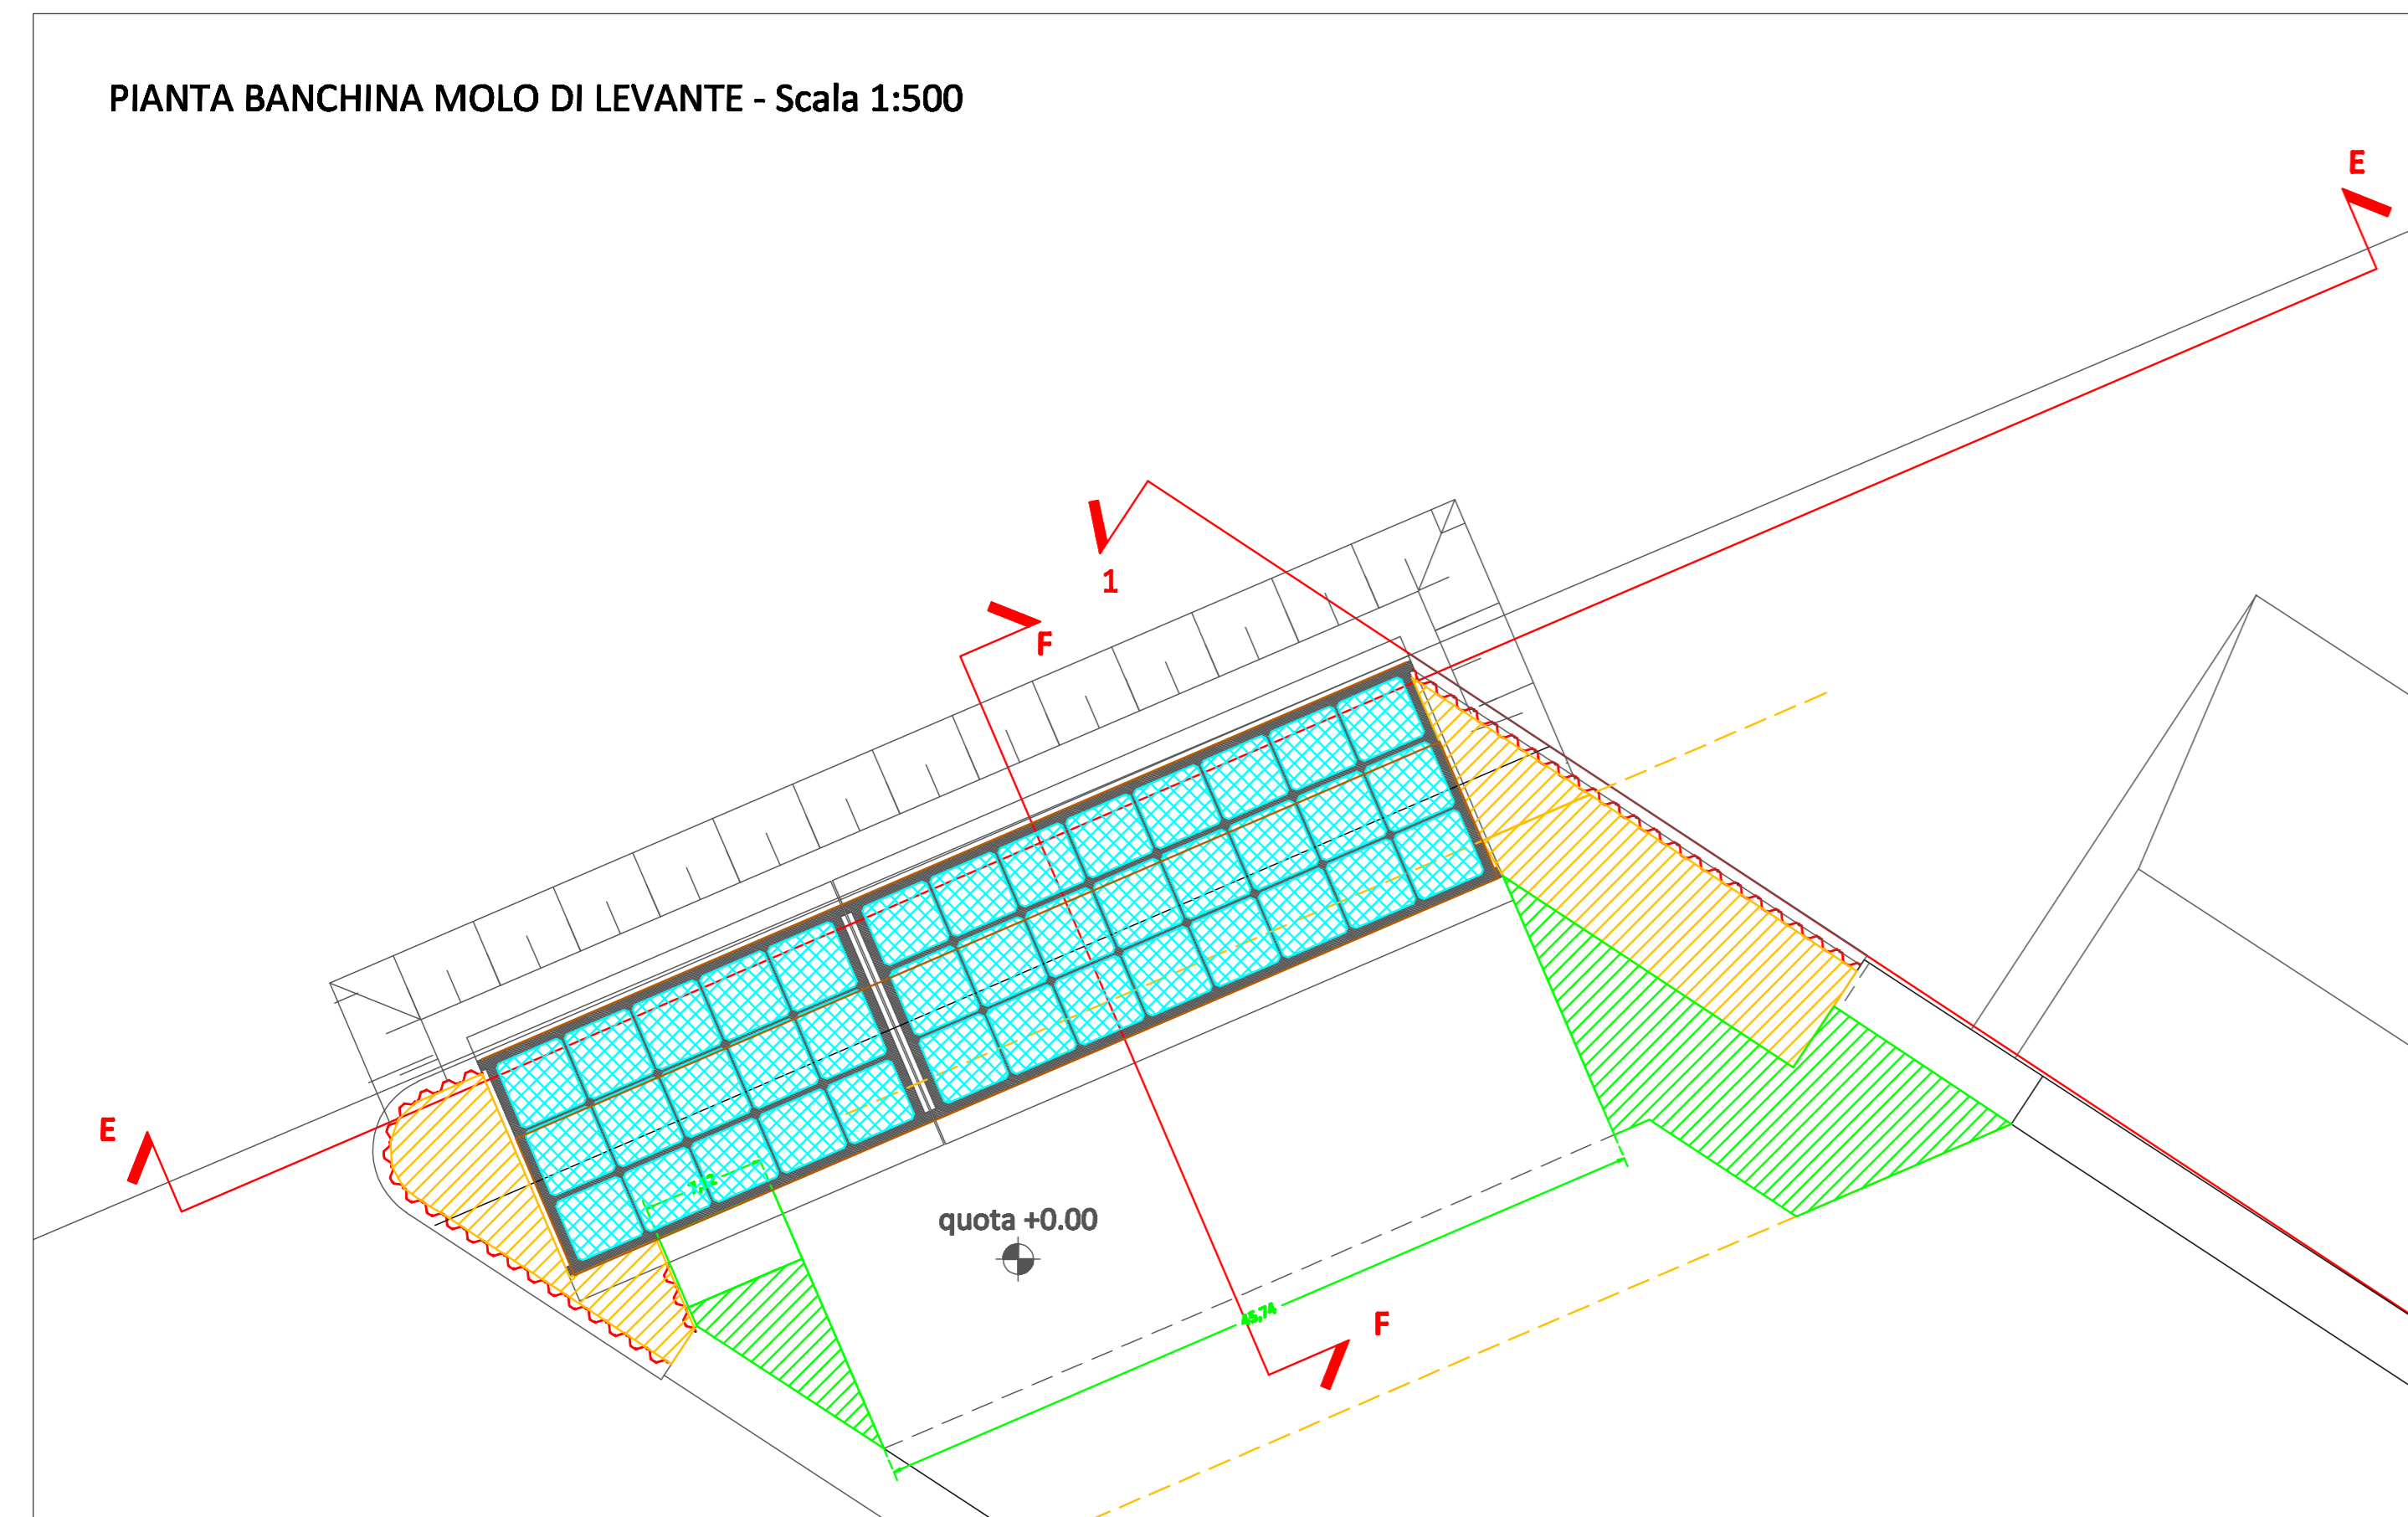 PIANTA BANCHINA MOLO DI LEVANTE - Scala 1:500
E
1
F
E
quota +0.00
45,74
F